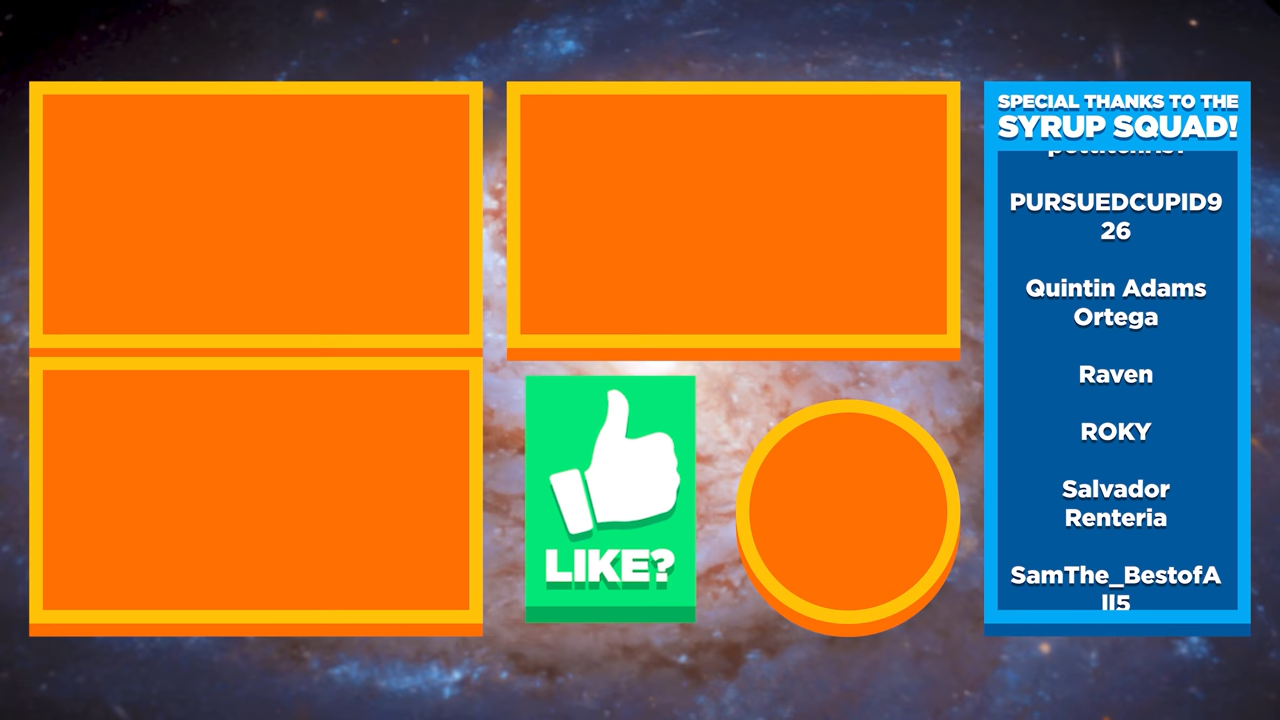 SPECIAL THANKS TO THE
SYRUP SQUAD!
PURSUEDCUPID9
26
Quintin Adams
Ortega
Raven
ROKY
Salvador
Renteria
SamThe_BestofA
ll5
LIKE?